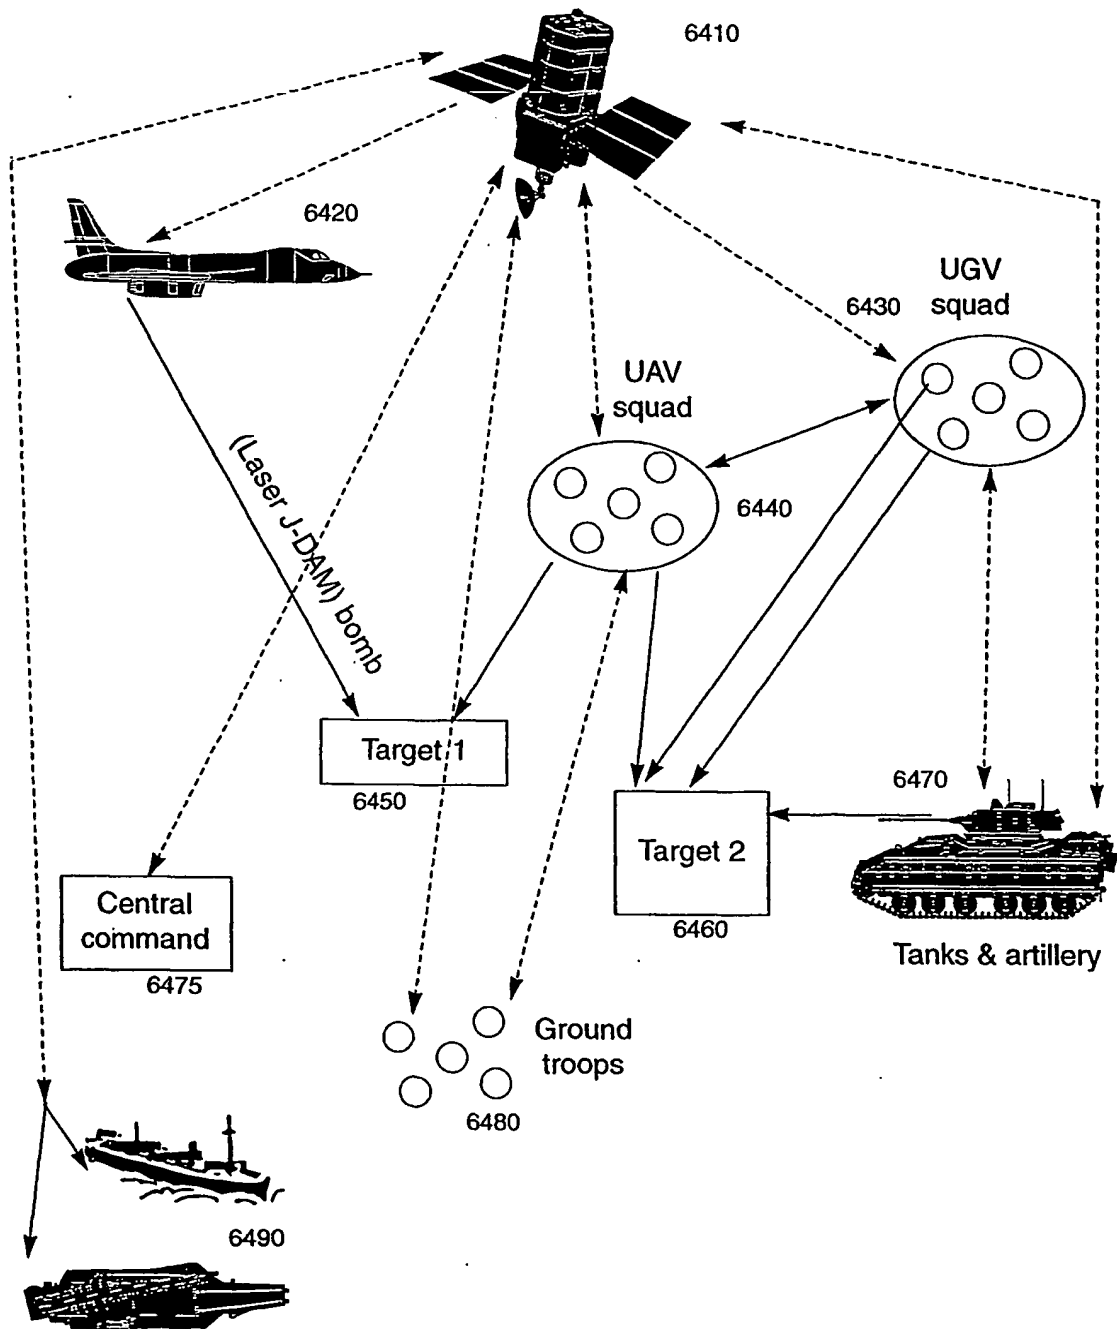 6410
6420
UGV
squad
6430
UAV
squad
6440
(Laser J-DAM) bomb
Target 1
6450
6470
Target 2
6460
Central
command
6475
Tanks & artillery
Ground
troops
6480
6490